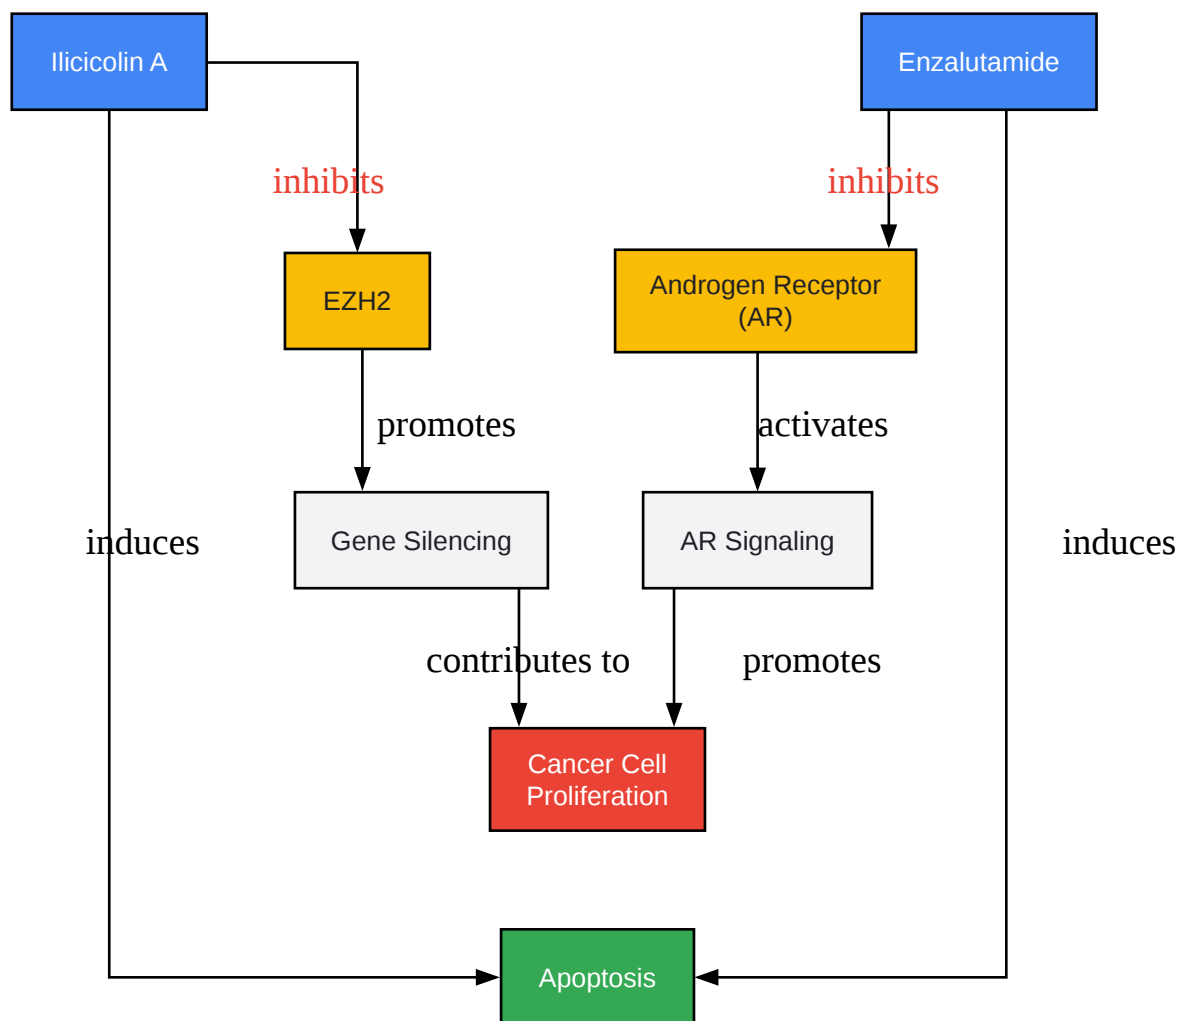 Ilicicolin A
Enzalutamide
inhibits
inhibits
EZH2
Androgen Receptor
(AR)
promotes
activates
induces
Gene Silencing
AR Signaling
induces
contributes to
promotes
Cancer Cell
Proliferation
Apoptosis